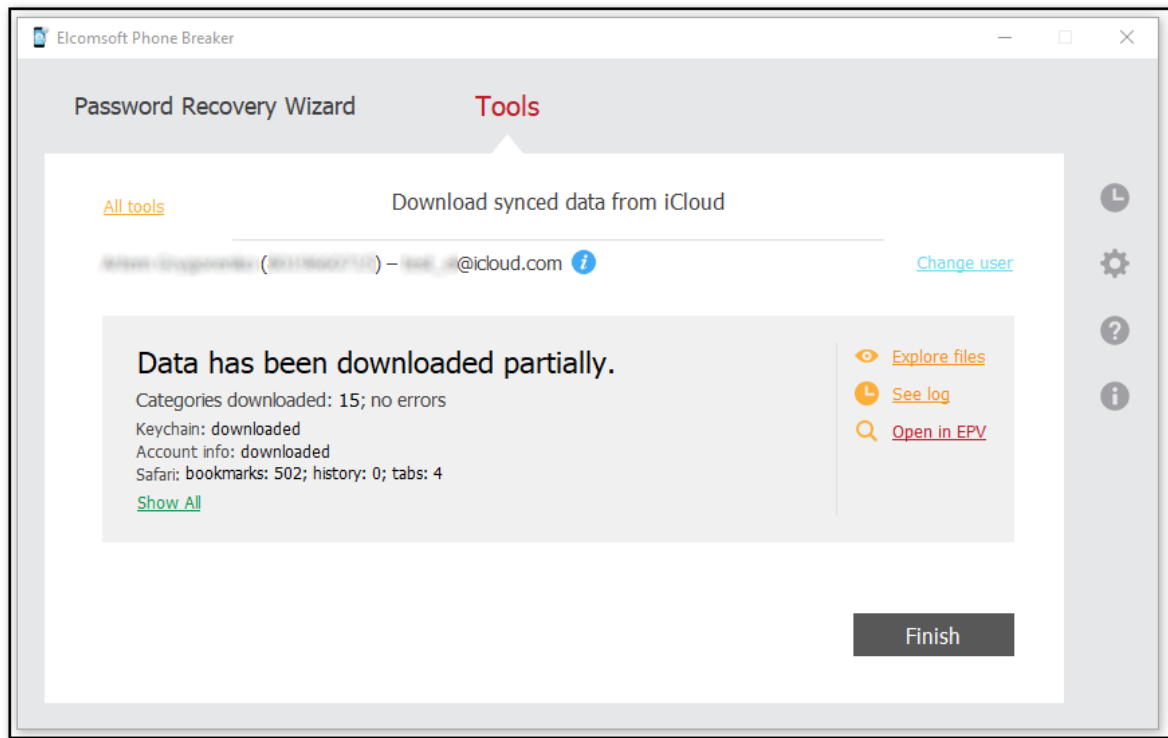 Elcomsoft Phone Breaker
Password Recovery Wizard Tools
All tools
Download synced data from iCloud
( ) – @icloud.com
Change user
Data has been downloaded partially.
Categories downloaded: 15; no errors
Keychain: downloaded
Account info: downloaded
Safari: bookmarks: 502; history: 0; tabs: 4
Show All
Explore files
See log
Open in EPV
Finish